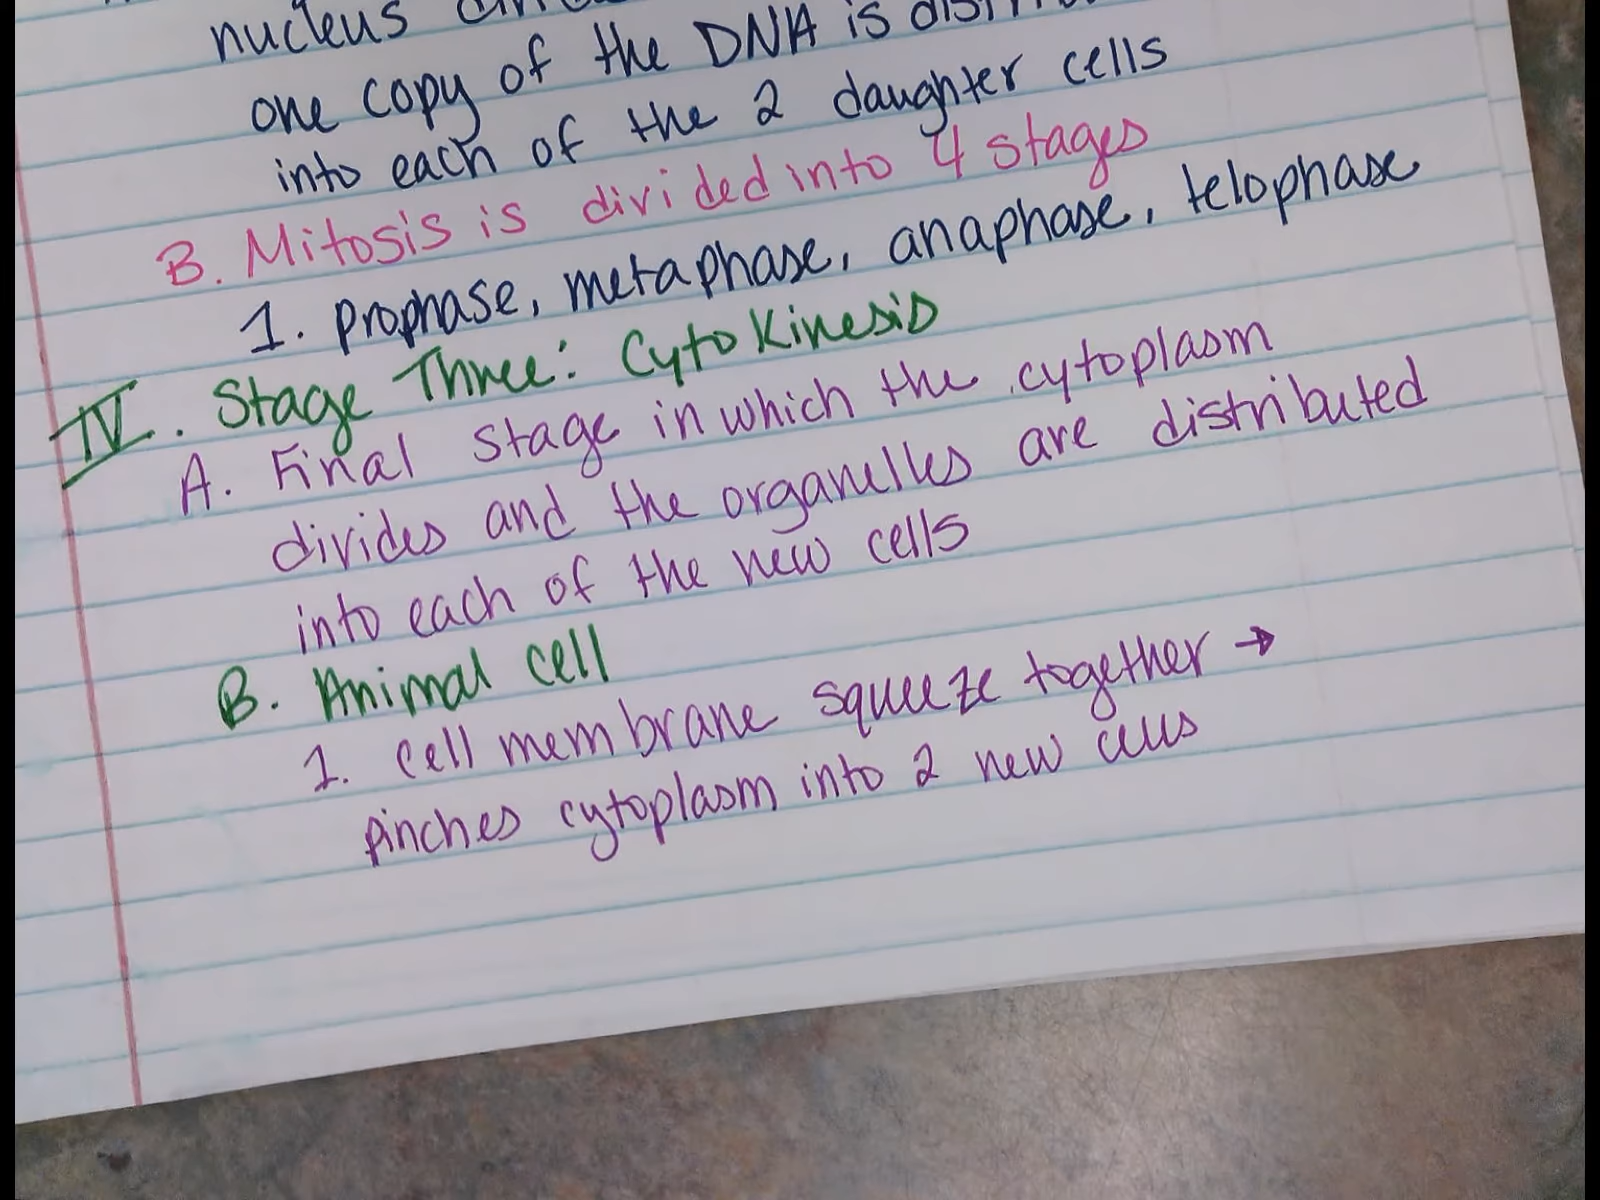 nucleus
one copy of the DNA is
into each of the 2 daughter cells
B. Mitosis is divided into 4 stages
1. prophase, metaphase, anaphase, telophase
IV. Stage Three: Cytokinesis
A. Final stage in which the cytoplasm
divides and the organelles are distributed
into each of the new cells
B. Animal cell
1. cell membrane squeeze together →
pinches cytoplasm into 2 new cells